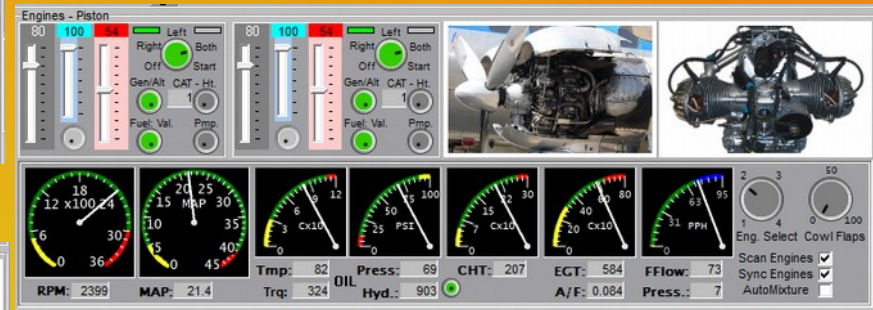 Engines - Piston
80 100 54 Left
Right Both
Off Start
Gen/Alt CAT - Ht.
1
Fuel: Val. Pmp.
80 100 54 Left
Right Both
Off Start
Gen/Alt CAT - Ht.
1
Fuel: Val. Pmp.
18
12 x100 24
6 30
0 36
20 25
15 MAP 30
10 35
5 40
0 45
12
9
6
3 Cx10
0
100
75
50
25 PSI
0
30
22
15
7 Cx10
0
80
60
40
20 Cx10
0
95
63
31 PPH
0
2 3
1 4
Eng. Select
50
0 100
Cowl Flaps
Scan Engines
Sync Engines
AutoMixture
RPM: 2399 MAP: 21.4
Tmp: 82 OIL Press: 69 CHT: 207 EGT: 584 FFlow: 73
Trq: 324 Hyd.: 903 A/F: 0.084 Press.: 7